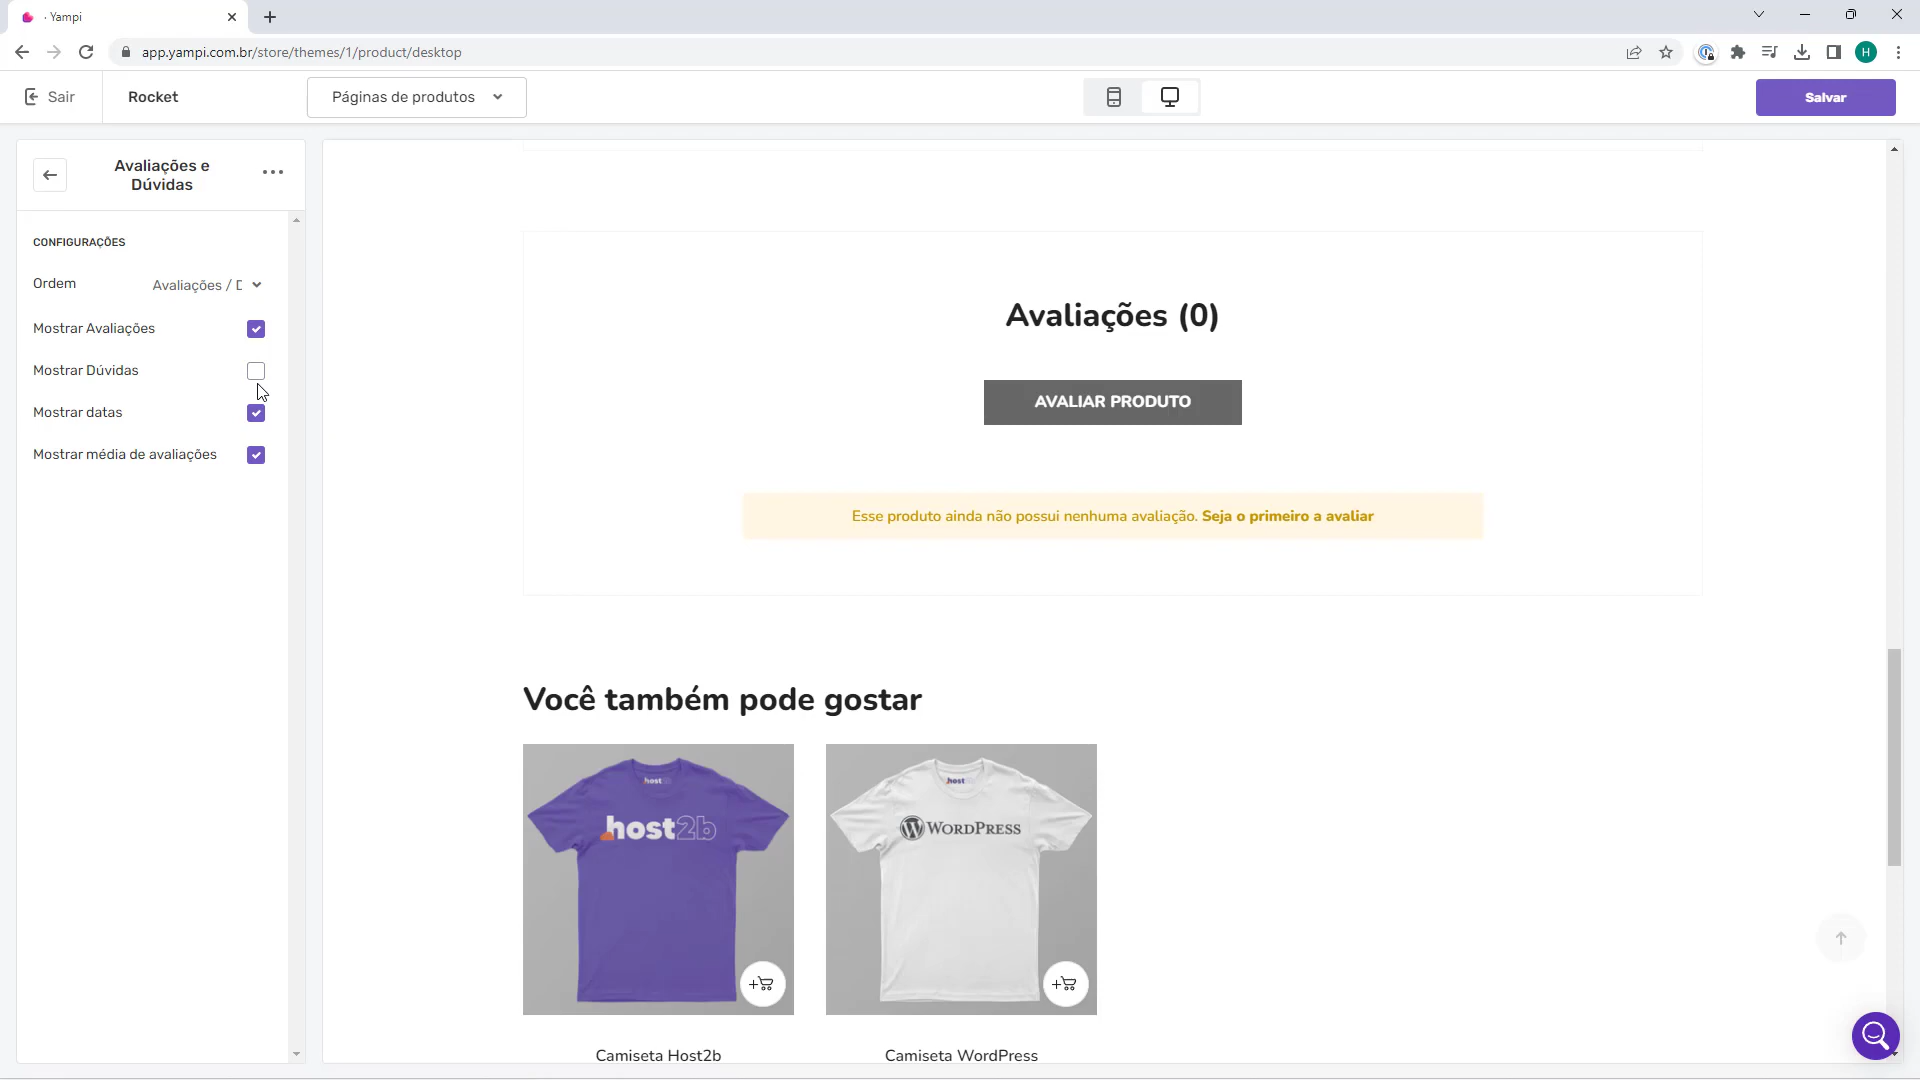 · Yampi
app.yampi.com.br/store/themes/1/product/desktop
H
Sair
Rocket
Páginas de produtos
Salvar
Avaliações e
Dúvidas
CONFIGURAÇÕES
Ordem
Avaliações / D
Mostrar Avaliações
Mostrar Dúvidas
Mostrar datas
Mostrar média de avaliações
Avaliações (0)
AVALIAR PRODUTO
Esse produto ainda não possui nenhuma avaliação. Seja o primeiro a avaliar
Você também pode gostar
host
host2b
host
WORDPRESS
Camiseta Host2b
Camiseta WordPress